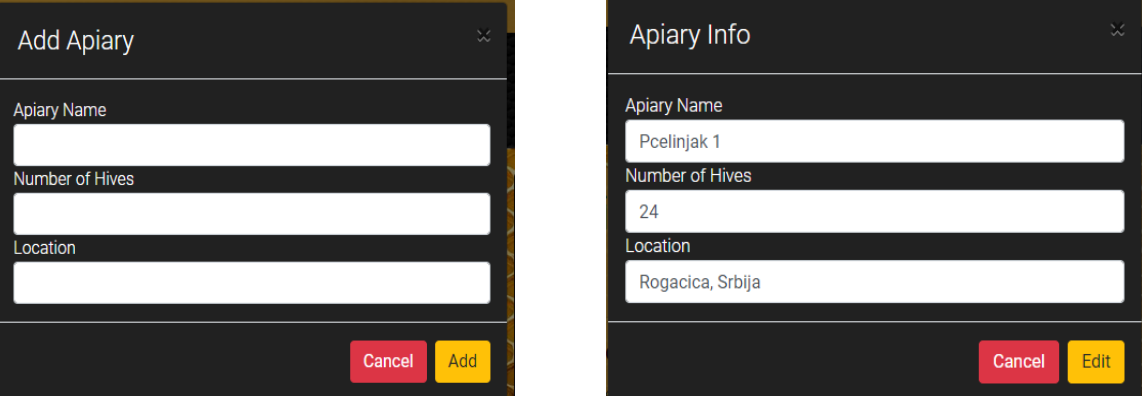 Add Apiary
Apiary Name
Number of Hives
Location
Cancel Add
Apiary Info
Apiary Name
Pcelinjak 1
Number of Hives
24
Location
Rogacica, Srbija
Cancel Edit